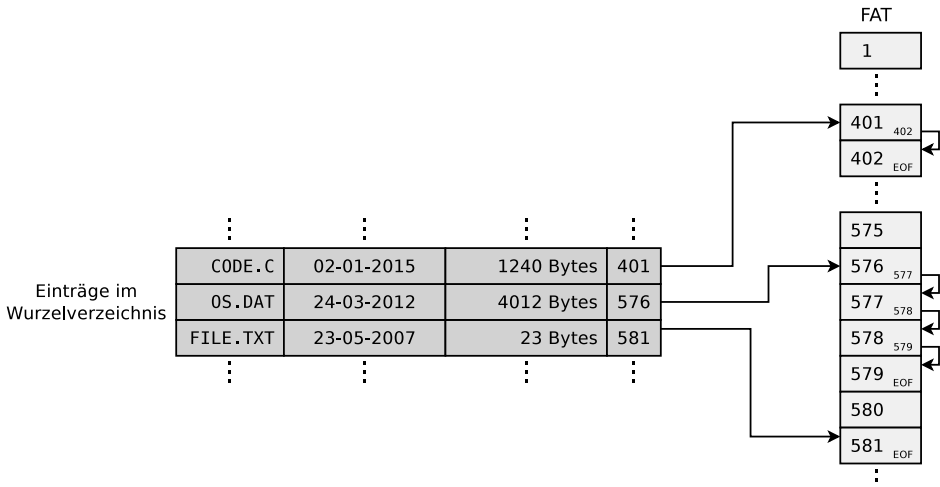 FAT
1
401 402
402 EOF
575
CODE.C 02-01-2015 1240 Bytes 401
576 577
Einträge im
Wurzelverzeichnis
OS.DAT 24-03-2012 4012 Bytes 576
577 578
FILE.TXT 23-05-2007 23 Bytes 581
578 579
579 EOF
580
581 EOF